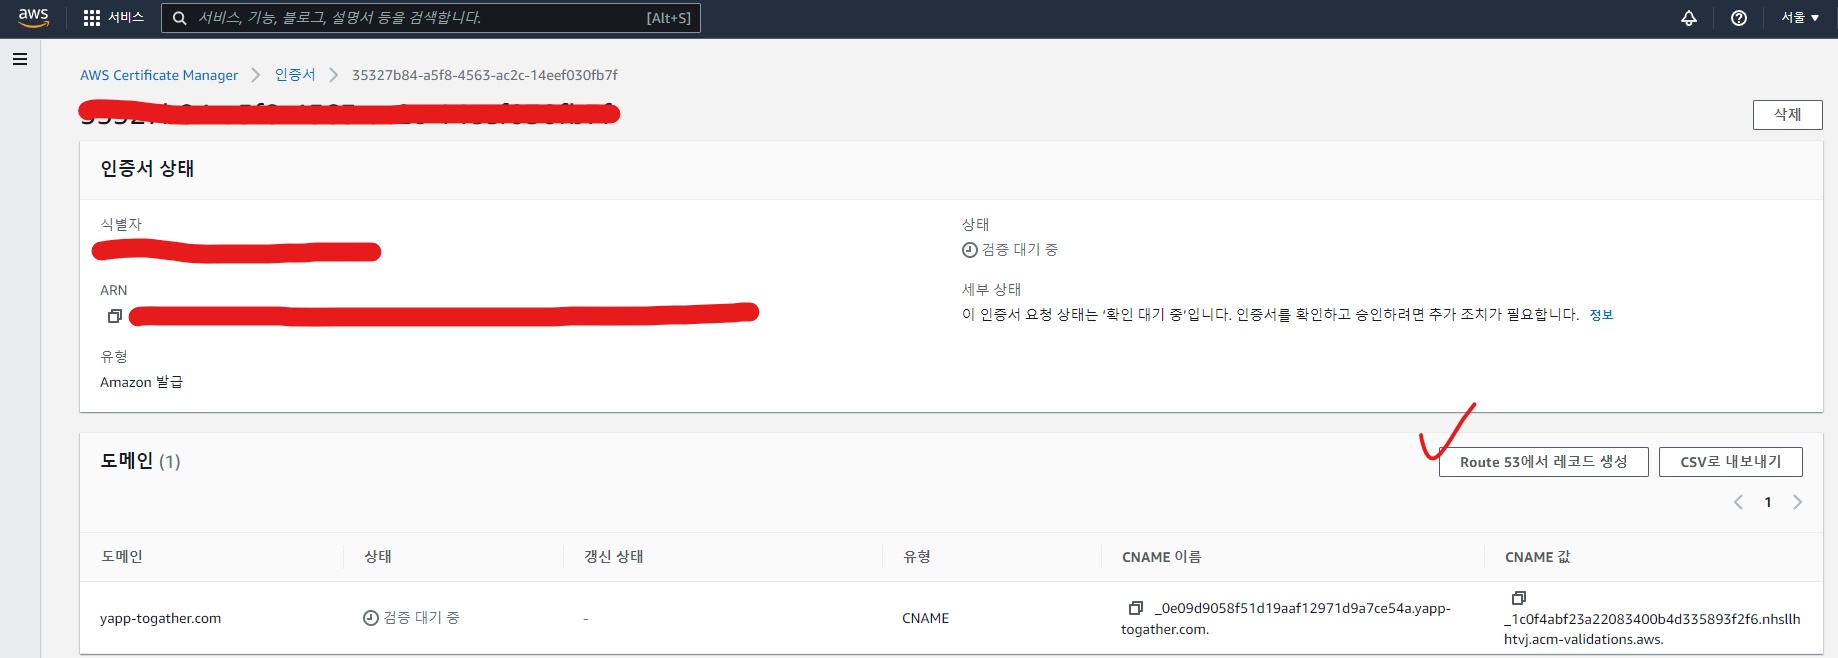 aws
서비스
서비스, 기능, 블로그, 설명서 등을 검색합니다.
[Alt+S]
서울
AWS Certificate Manager
인증서
35327b84-a5f8-4563-ac2c-14eef030fb7f
삭제
인증서 상태
식별자
상태
검증 대기 중
ARN
세부 상태
이 인증서 요청 상태는 ‘확인 대기 중’입니다. 인증서를 확인하고 승인하려면 추가 조치가 필요합니다. 정보
유형
Amazon 발급
도메인 (1)
Route 53에서 레코드 생성
CSV로 내보내기
1
도메인
상태
갱신 상태
유형
CNAME 이름
CNAME 값
yapp-togather.com
검증 대기 중
-
CNAME
_0e09d9058f51d19aaf12971d9a7ce54a.yapp-
togather.com.
_1c0f4abf23a22083400b4d335893f2f6.nhsllh
htvj.acm-validations.aws.